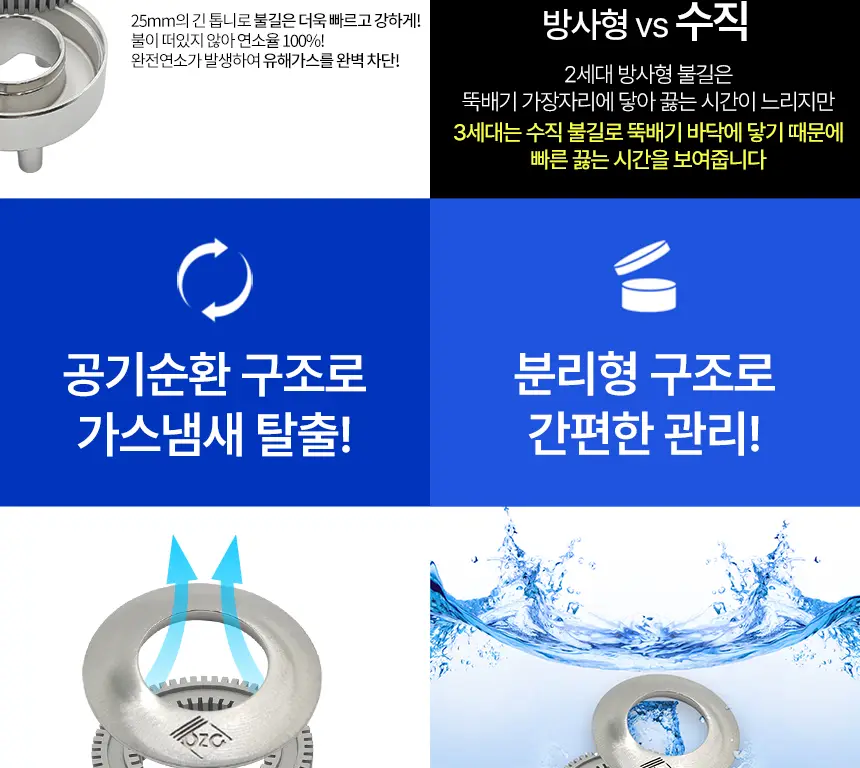 25mm의 긴 톱니로 불길은 더욱 빠르고 강하게!
불이 떠있지 않아 연소율 100%!
완전연소가 발생하여 유해가스를 완벽 차단!
방사형 vs 수직
2세대 방사형 불길은
뚝배기 가장자리에 닿아 끓는 시간이 느리지만
3세대는 수직 불길로 뚝배기 바닥에 닿기 때문에
빠른 끓는 시간을 보여줍니다
공기순환 구조로
가스냄새 탈출!
분리형 구조로
간편한 관리!
OZO